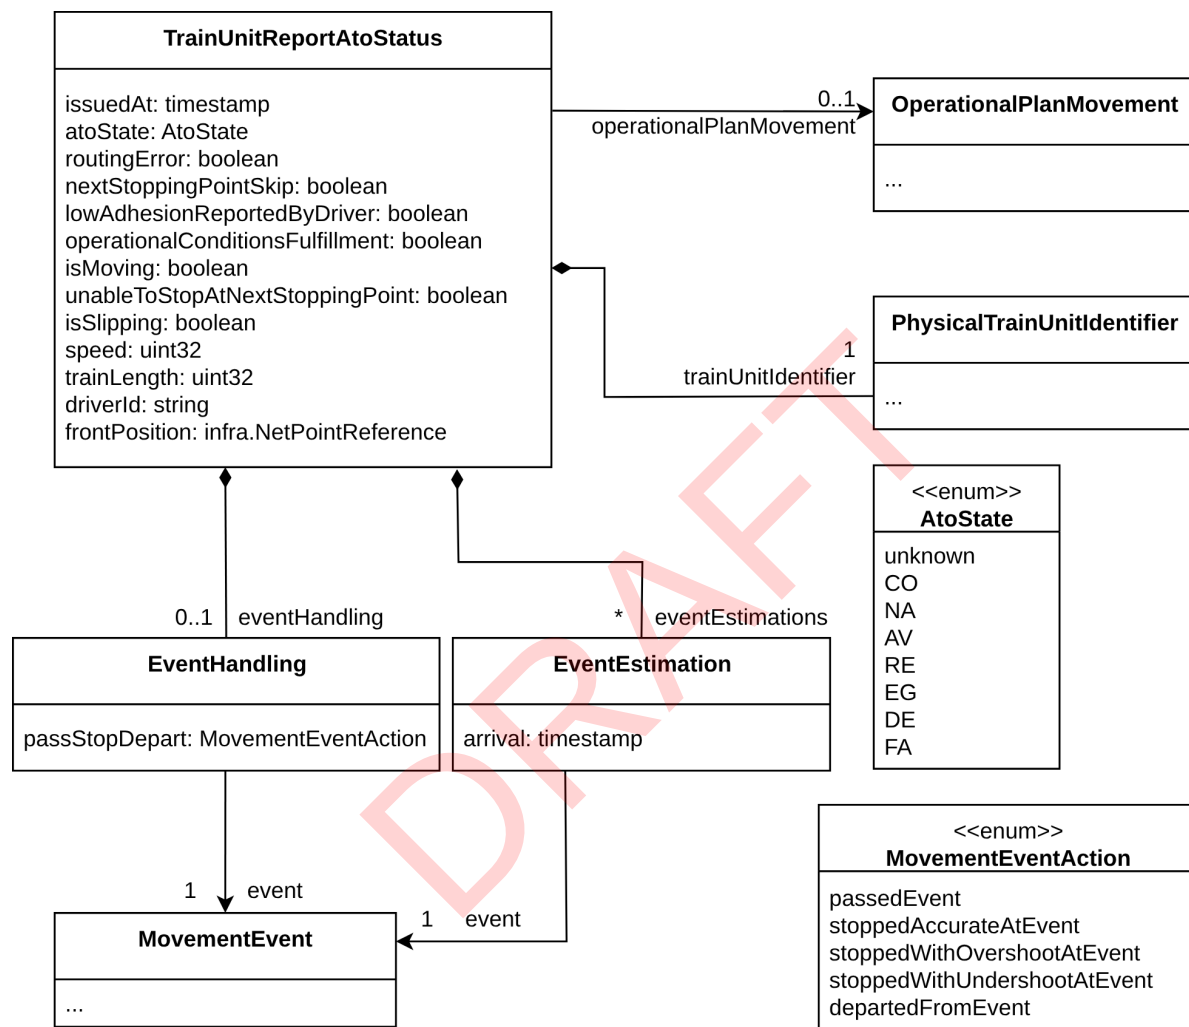 TrainUnitReportAtoStatus
issuedAt: timestamp
atoState: AtoState
routingError: boolean
nextStoppingPointSkip: boolean
lowAdhesionReportedByDriver: boolean
operationalConditionsFulfillment: boolean
isMoving: boolean
unableToStopAtNextStoppingPoint: boolean
isSlipping: boolean
speed: uint32
trainLength: uint32
driverId: string
frontPosition: infra.NetPointReference
0..1
operationalPlanMovement
OperationalPlanMovement
...
1
trainUnitIdentifier
PhysicalTrainUnitIdentifier
...
<<enum>>
AtoState
unknown
CO
NA
AV
RE
EG
DE
FA
0..1 eventHandling
* eventEstimations
EventHandling
passStopDepart: MovementEventAction
EventEstimation
arrival: timestamp
1 event
1 event
MovementEvent
...
<<enum>>
MovementEventAction
passedEvent
stoppedAccurateAtEvent
stoppedWithOvershootAtEvent
stoppedWithUndershootAtEvent
departedFromEvent
DRAFT